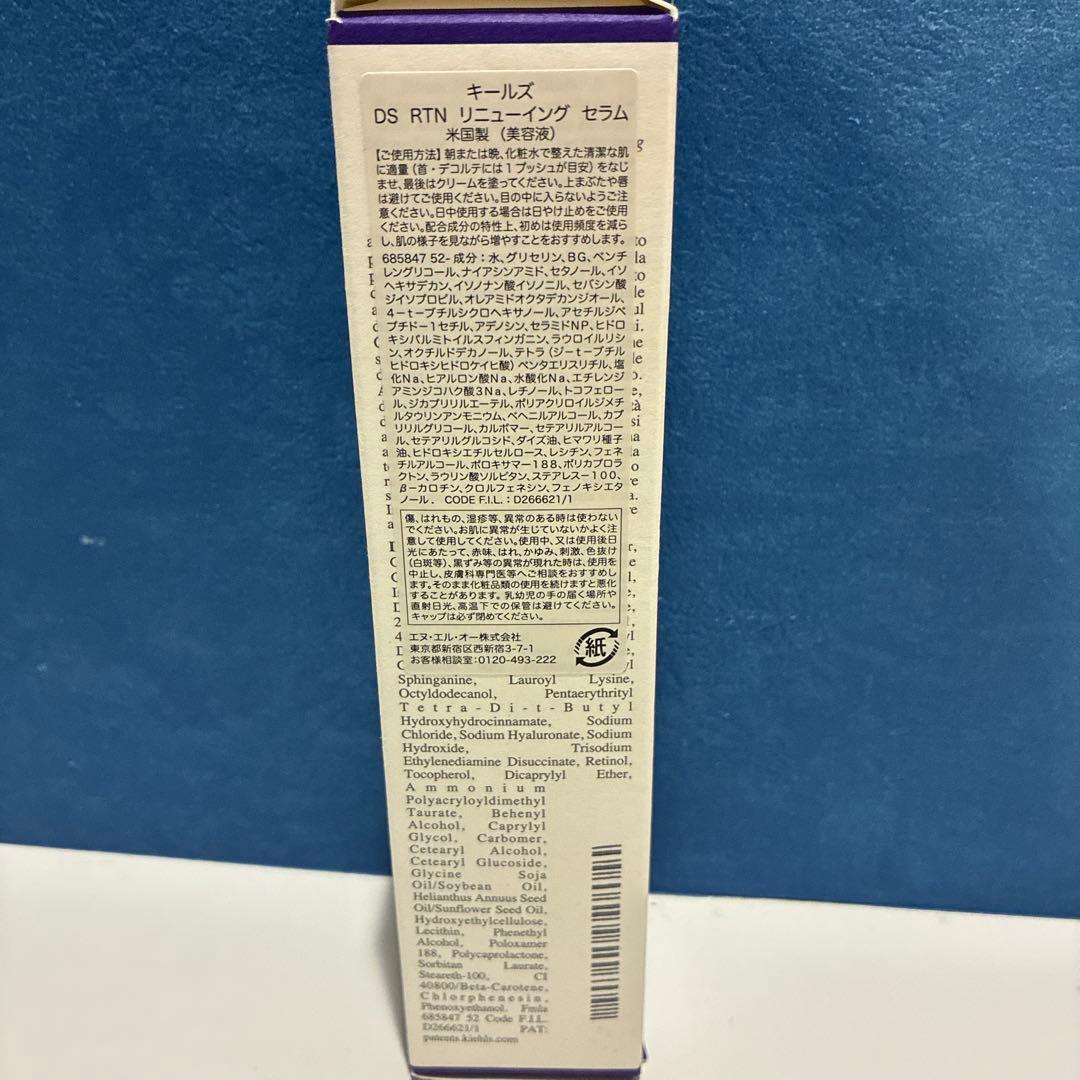 キールズ
DS RTN リニューイング セラム
米国製(美容液)
【ご使用方法】朝または晩、化粧水で整えた清潔な肌
に適量(首・デコルテには1プッシュが目安)をなじ
ませ、最後はクリームを塗ってください。上まぶたや唇
は避けてご使用ください。目の中に入らないようご注
意ください。日中使用する場合は日やけ止めをご使用
ください。配合成分の特性上、初めは使用頻度を減ら
し、肌の様子を見ながら増やすことをおすすめします。
685847 52- 成分:水、グリセリン、BG、ペンチ
レングリコール、ナイアシンアミド、セタノール、イソ
ヘキサデカン、イソノナン酸イソノニル、セバシン酸
ジイソプロピル、オレアミドオクタデカンジオール、
4-t-ブチルシクロヘキサノール、アセチルジペ
プチド-1セチル、アデノシン、セラミドNP、ヒドロ
キシパルミトイルスフィンガニン、ラウロイルリシ
ン、オクチルドデカノール、テトラ(ジ-t-ブチル
ヒドロキシヒドロケイヒ酸)ペンタエリスリチル、塩
化Na、ヒアルロン酸Na、水酸化Na、エチレンジ
アミンジコハク酸3Na、レチノール、トコフェロー
ル、ジカプリリルエーテル、ポリアクリロイルジメチ
ルタウリンアンモニウム、ベヘニルアルコール、カプ
リリルグリコール、カルボマー、セテアリルアルコー
ル、セテアリルグルコシド、ダイズ油、ヒマワリ種子
油、ヒドロキシエチルセルロース、レシチン、フェネ
チルアルコール、ポロキサマー188、ポリカプロラ
クトン、ラウリン酸ソルビタン、ステアレス-100、
β-カロチン、クロルフェネシン、フェノキシエタ
ノール. CODE F.I.L.:D266621/1
傷、はれもの、湿疹等、異常のある時は使わない
でください。お肌に異常が生じていないかよく注
意して使用してください。使用中、又は使用後日
光にあたって、赤味、はれ、かゆみ、刺激、色抜け
(白斑等)、黒ずみ等の異常が現れた時は、使用を
中止し、皮膚科専門医等へご相談をおすすめし
ます。そのまま化粧品類の使用を続けますと悪化
することがあります。乳幼児の手の届く場所や
直射日光、高温下での保管は避けてください。
キャップは必ず閉めてください。
エヌ・エル・オー株式会社
東京都新宿区西新宿3-7-1
お客様相談室:0120-493-222
紙
Sphinganine, Lauroyl Lysine,
Octyldodecanol, Pentaerythrityl
Tetra-Di-t-Butyl
Hydroxyhydrocinnamate, Sodium
Chloride, Sodium Hyaluronate, Sodium
Hydroxide, Trisodium
Ethylenediamine Disuccinate, Retinol,
Tocopherol, Dicaprylyl Ether,
Ammonium
Polyacryloyldimethyl
Taurate, Behenyl
Alcohol, Caprylyl
Glycol, Carbomer,
Cetearyl Alcohol,
Cetearyl Glucoside,
Glycine Soja
Oil/Soybean Oil,
Helianthus Annuus Seed
Oil/Sunflower Seed Oil,
Hydroxyethylcellulose,
Lecithin, Phenethyl
Alcohol, Poloxamer
188, Polycaprolactone,
Sorbitan Laurate,
Steareth-100, CI
40800/Beta-Carotene,
Chlorphenesin,
Phenoxyethanol. Fmla
685847 52 Code F.I.L.
D266621/1 PAT:
patents.kiehls.com